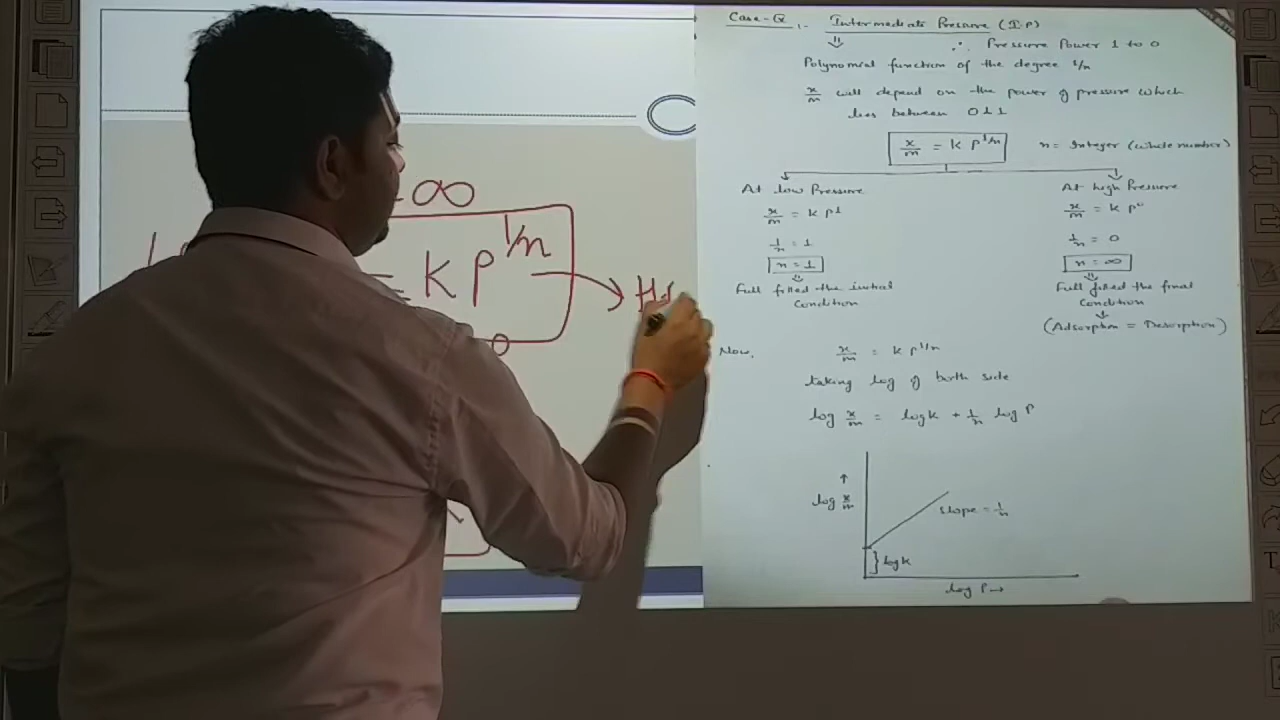 ∞
= K P^1/n
0
Case-Q :- Intermediate Pressure (I.P)
⇓ ∴ Pressure Power 1 to 0
Polynomial function of the degree 1/n
x/m will depend on the power of pressure which
lies between 0 & 1
x/m = k p^1/n n = Integer (whole number)
At low Pressure
x/m = k p^1
1/n = 1
n = 1
⇓
Full filled the initial
Condition
At high Pressure
x/m = k p^0
1/n = 0
n = ∞
⇓
Full filled the final
Condition
↓
(Adsorption = Desorption)
Now, x/m = k p^1/n
taking log of both side
log x/m = log k + 1/n log P
↑
log x/m
slope = 1/n
} log k
log P →